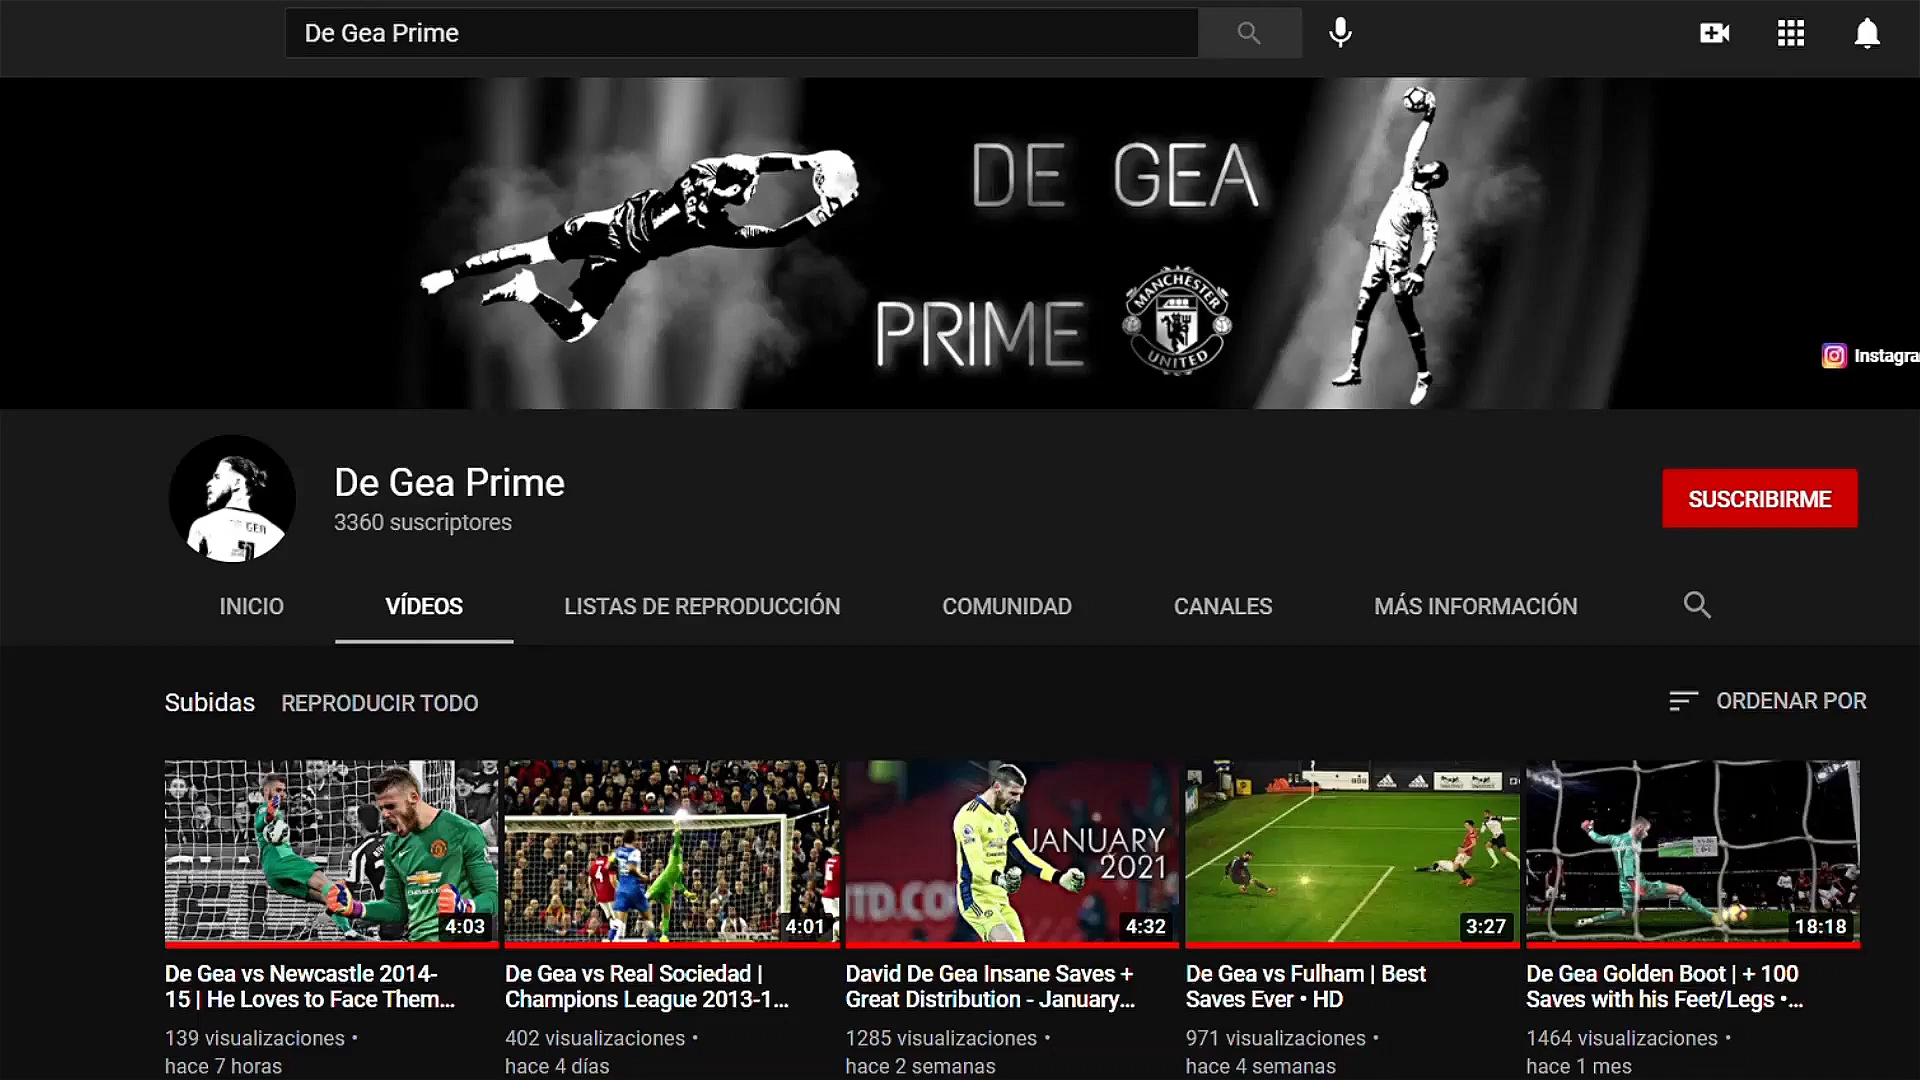 De Gea Prime
DE GEA
PRIME
MANCHESTER
UNITED
Instagra
De Gea Prime
3360 suscriptores
SUSCRIBIRME
INICIO
VÍDEOS
LISTAS DE REPRODUCCIÓN
COMUNIDAD
CANALES
MÁS INFORMACIÓN
Subidas
REPRODUCIR TODO
ORDENAR POR
JANUARY
2021
4:03
4:01
4:32
3:27
18:18
De Gea vs Newcastle 2014-
15 | He Loves to Face Them...
139 visualizaciones •
hace 7 horas
De Gea vs Real Sociedad |
Champions League 2013-1...
402 visualizaciones •
hace 4 días
David De Gea Insane Saves +
Great Distribution - January...
1285 visualizaciones •
hace 2 semanas
De Gea vs Fulham | Best
Saves Ever • HD
971 visualizaciones •
hace 4 semanas
De Gea Golden Boot | + 100
Saves with his Feet/Legs •...
1464 visualizaciones •
hace 1 mes